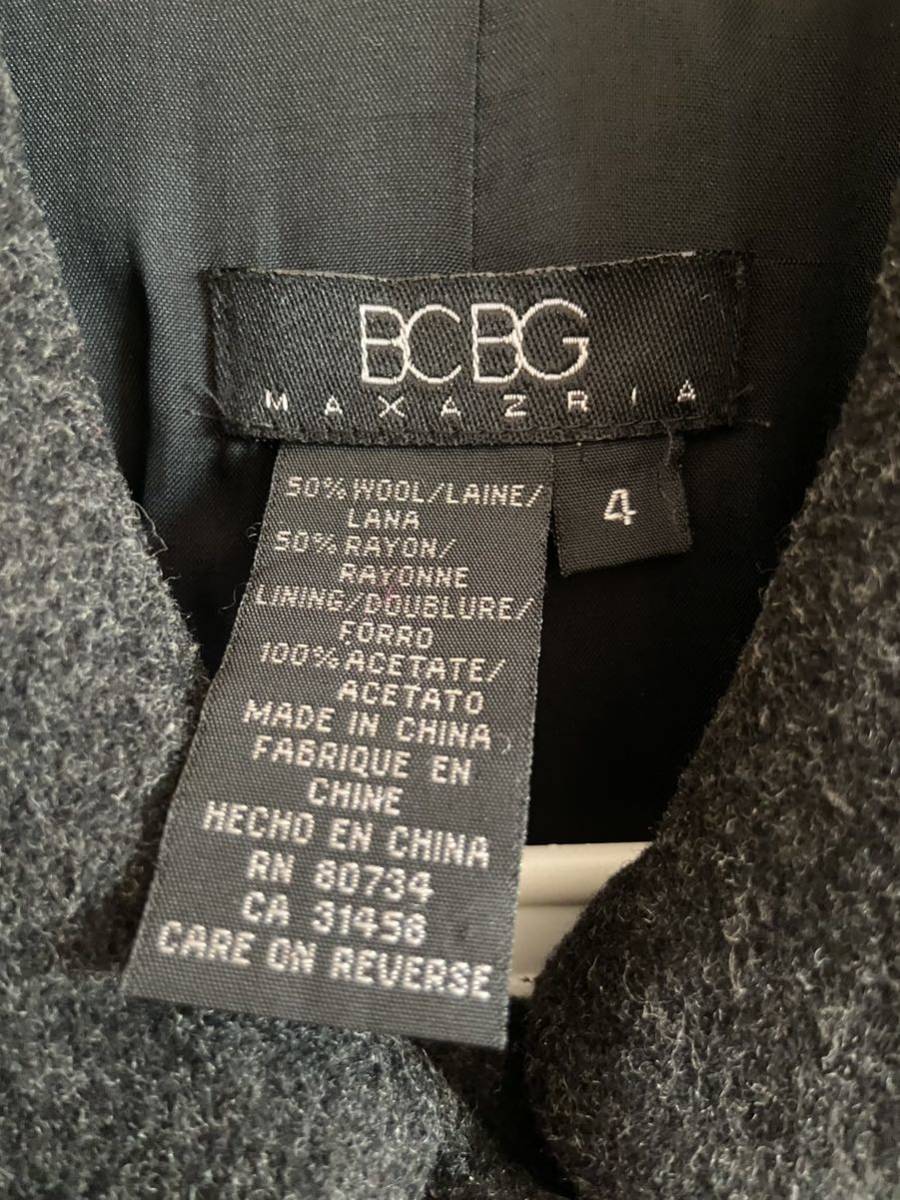 BCBG
MAXAZRIA
4
50% WOOL/LAINE/
LANA
50% RAYON/
RAYONNE
LINING/DOUBLURE/
FORRO
100% ACETATE/
ACETATO
MADE IN CHINA
FABRIQUE EN
CHINE
HECHO EN CHINA
RN 80734
CA 31458
CARE ON REVERSE